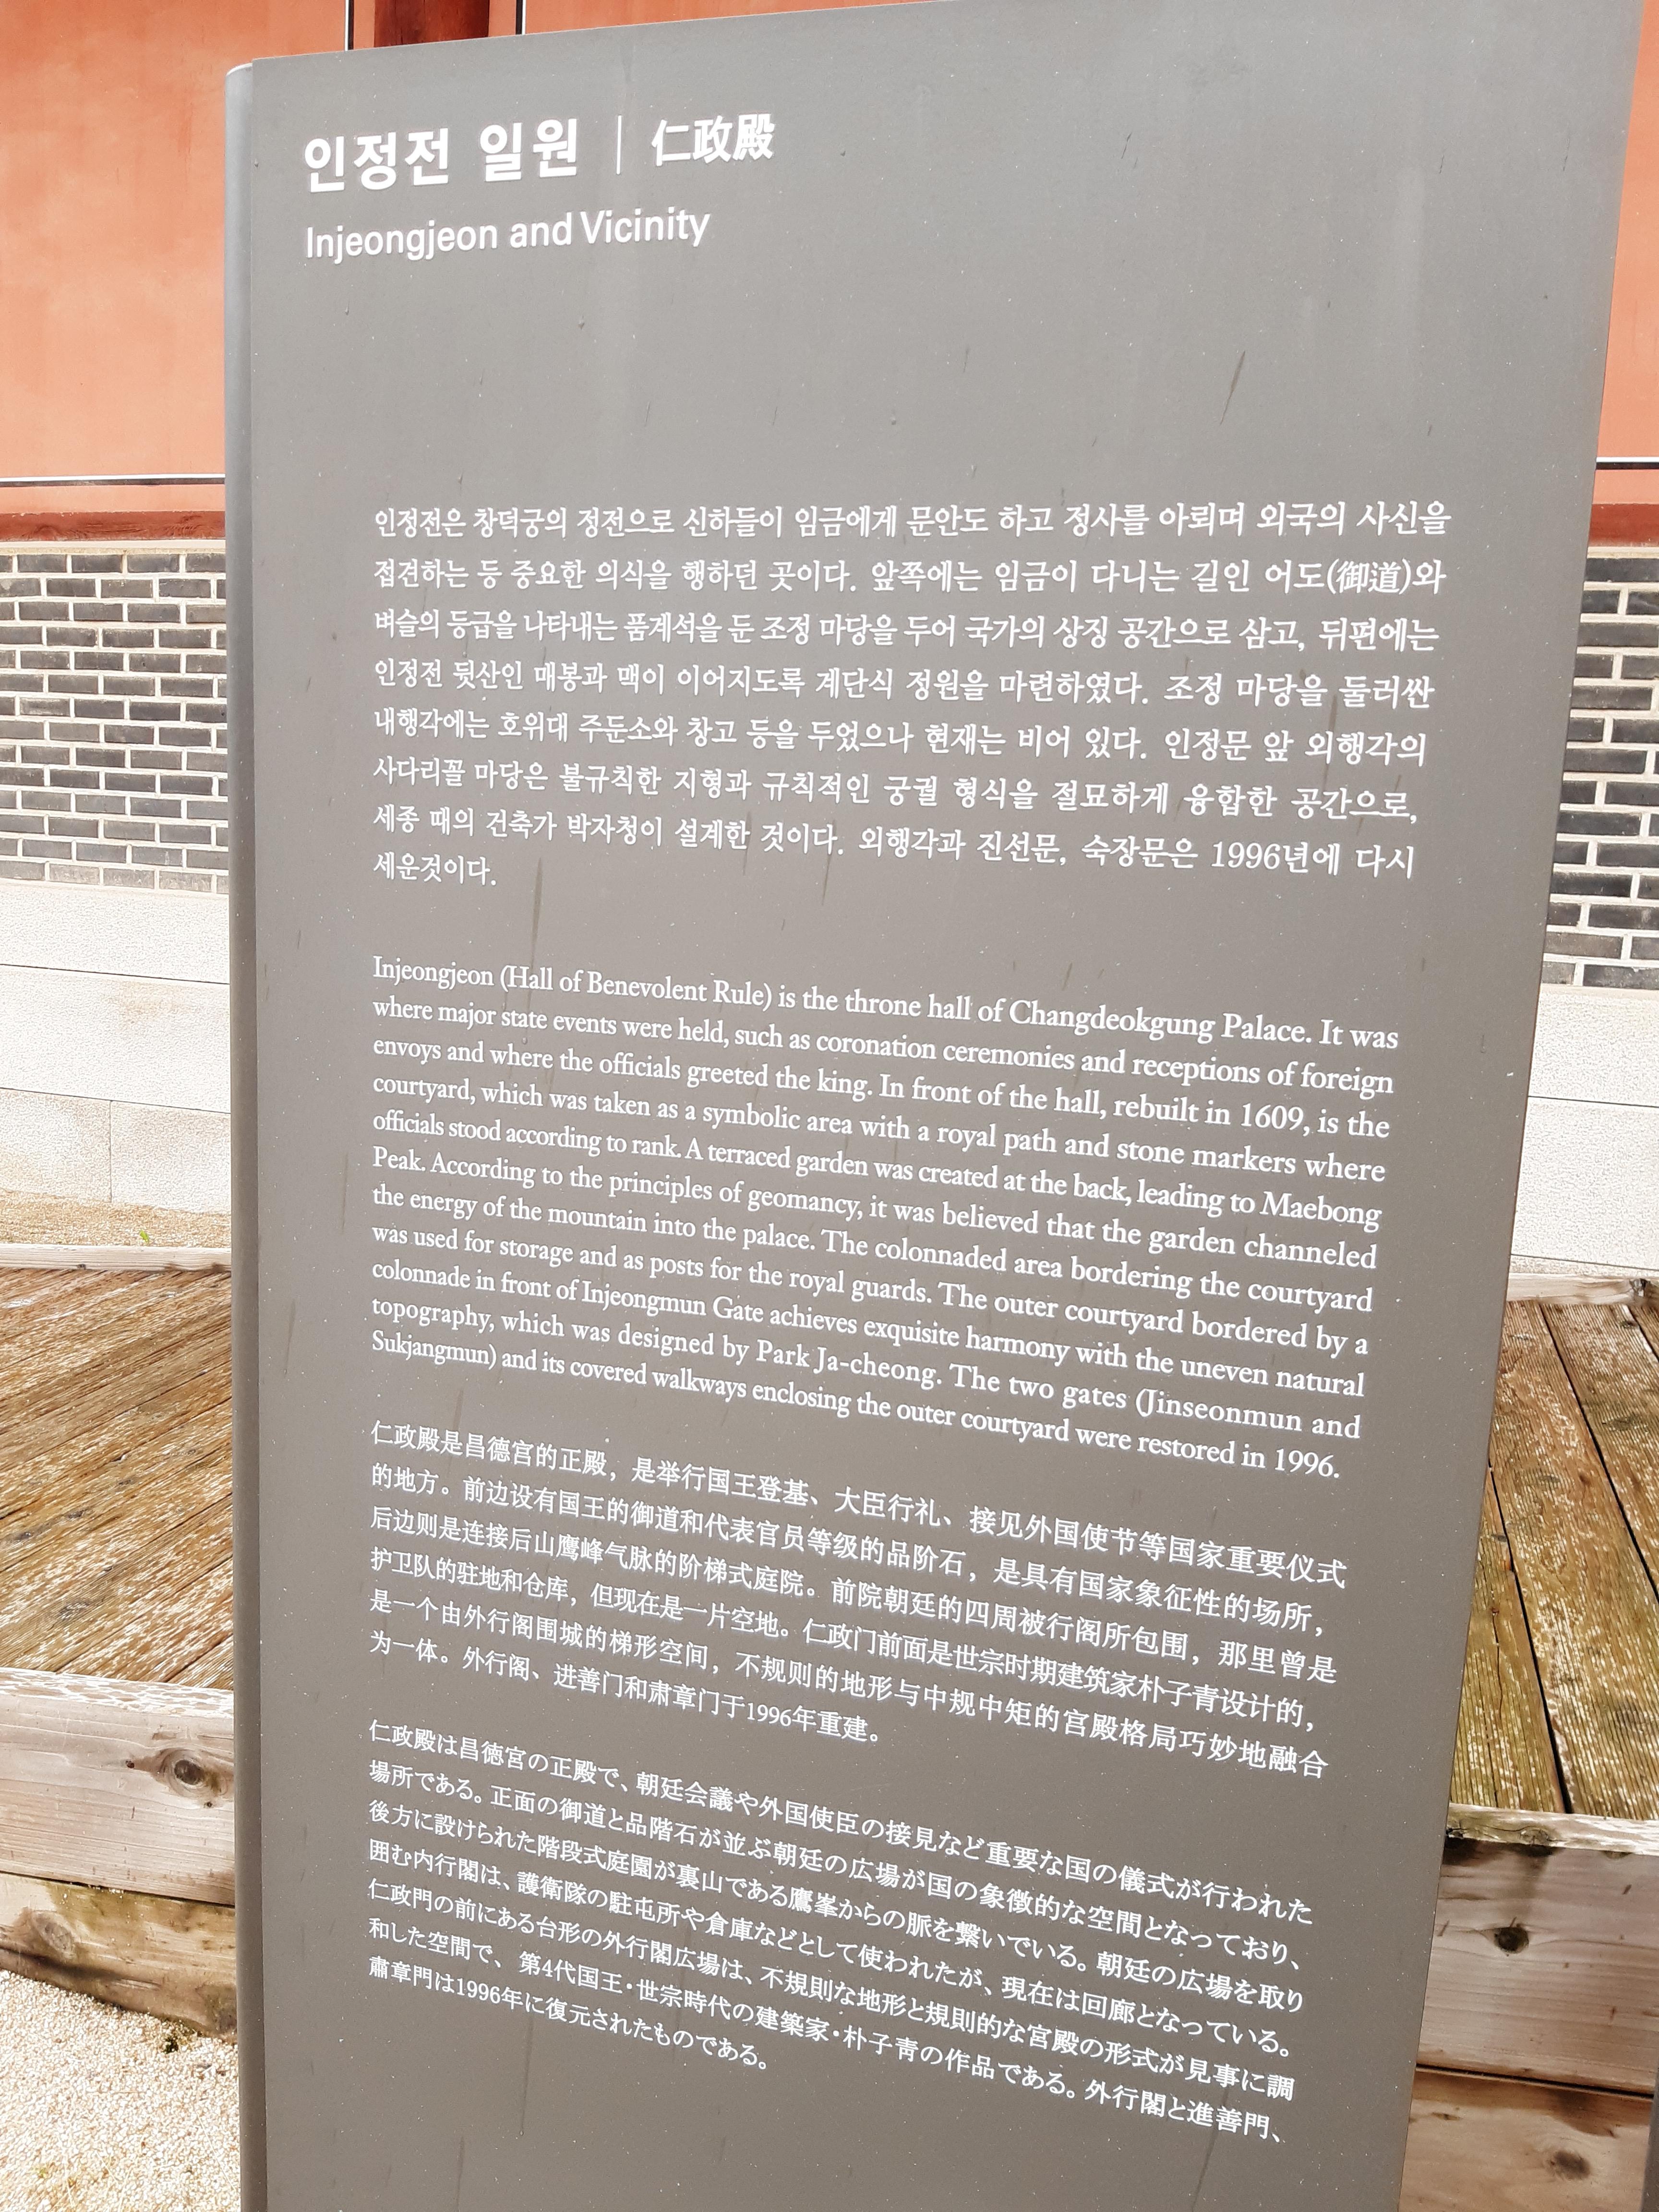 인정전 일원 | 仁政殿
Injeongjeon and Vicinity
인정전은 창덕궁의 정전으로 신하들이 임금에게 문안도 하고 정사를 아뢰며 외국의 사신을
접견하는 등 중요한 의식을 행하던 곳이다. 앞쪽에는 임금이 다니는 길인 어도(御道)와
벼슬의 등급을 나타내는 품계석을 둔 조정 마당을 두어 국가의 상징 공간으로 삼고, 뒤편에는
인정전 뒷산인 매봉과 맥이 이어지도록 계단식 정원을 마련하였다. 조정 마당을 둘러싼
내행각에는 호위대 주둔소와 창고 등을 두었으나 현재는 비어 있다. 인정문 앞 외행각의
사다리꼴 마당은 불규칙한 지형과 규칙적인 궁궐 형식을 절묘하게 융합한 공간으로,
세종 때의 건축가 박자청이 설계한 것이다. 외행각과 진선문, 숙장문은 1996년에 다시
세운것이다.
Injeongjeon (Hall of Benevolent Rule) is the throne hall of Changdeokgung Palace. It was
where major state events were held, such as coronation ceremonies and receptions of foreign
envoys and where the officials greeted the king. In front of the hall, rebuilt in 1609, is the
courtyard, which was taken as a symbolic area with a royal path and stone markers where
officials stood according to rank. A terraced garden was created at the back, leading to Maebong
Peak. According to the principles of geomancy, it was believed that the garden channeled
the energy of the mountain into the palace. The colonnaded area bordering the courtyard
was used for storage and as posts for the royal guards. The outer courtyard bordered by a
colonnade in front of Injeongmun Gate achieves exquisite harmony with the uneven natural
topography, which was designed by Park Ja-cheong. The two gates (Jinseonmun and
Sukjangmun) and its covered walkways enclosing the outer courtyard were restored in 1996.
仁政殿是昌德宫的正殿，是举行国王登基、大臣行礼、接见外国使节等国家重要仪式
的地方。前边设有国王的御道和代表官员等级的品阶石，是具有国家象征性的场所，
后边则是连接后山鹰峰气脉的阶梯式庭院。前院朝廷的四周被行阁所包围，那里曾是
护卫队的驻地和仓库，但现在是一片空地。仁政门前面是世宗时期建筑家朴子青设计的，
是一个由外行阁围城的梯形空间，不规则的地形与中规中矩的宫殿格局巧妙地融合
为一体。外行阁、进善门和肃章门于1996年重建。
仁政殿は昌徳宮の正殿で、朝廷会議や外国使臣の接見など重要な国の儀式が行われた
場所である。正面の御道と品階石が並ぶ朝廷の広場が国の象徴的な空間となっており、
後方に設けられた階段式庭園が裏山である鷹峯からの脈を繋いでいる。朝廷の広場を取り
囲む内行閣は、護衛隊の駐屯所や倉庫などとして使われたが、現在は回廊となっている。
仁政門の前にある台形の外行閣広場は、不規則な地形と規則的な宮殿の形式が見事に調
和した空間で、第4代国王・世宗時代の建築家・朴子青の作品である。外行閣と進善門、
肅章門は1996年に復元されたものである。